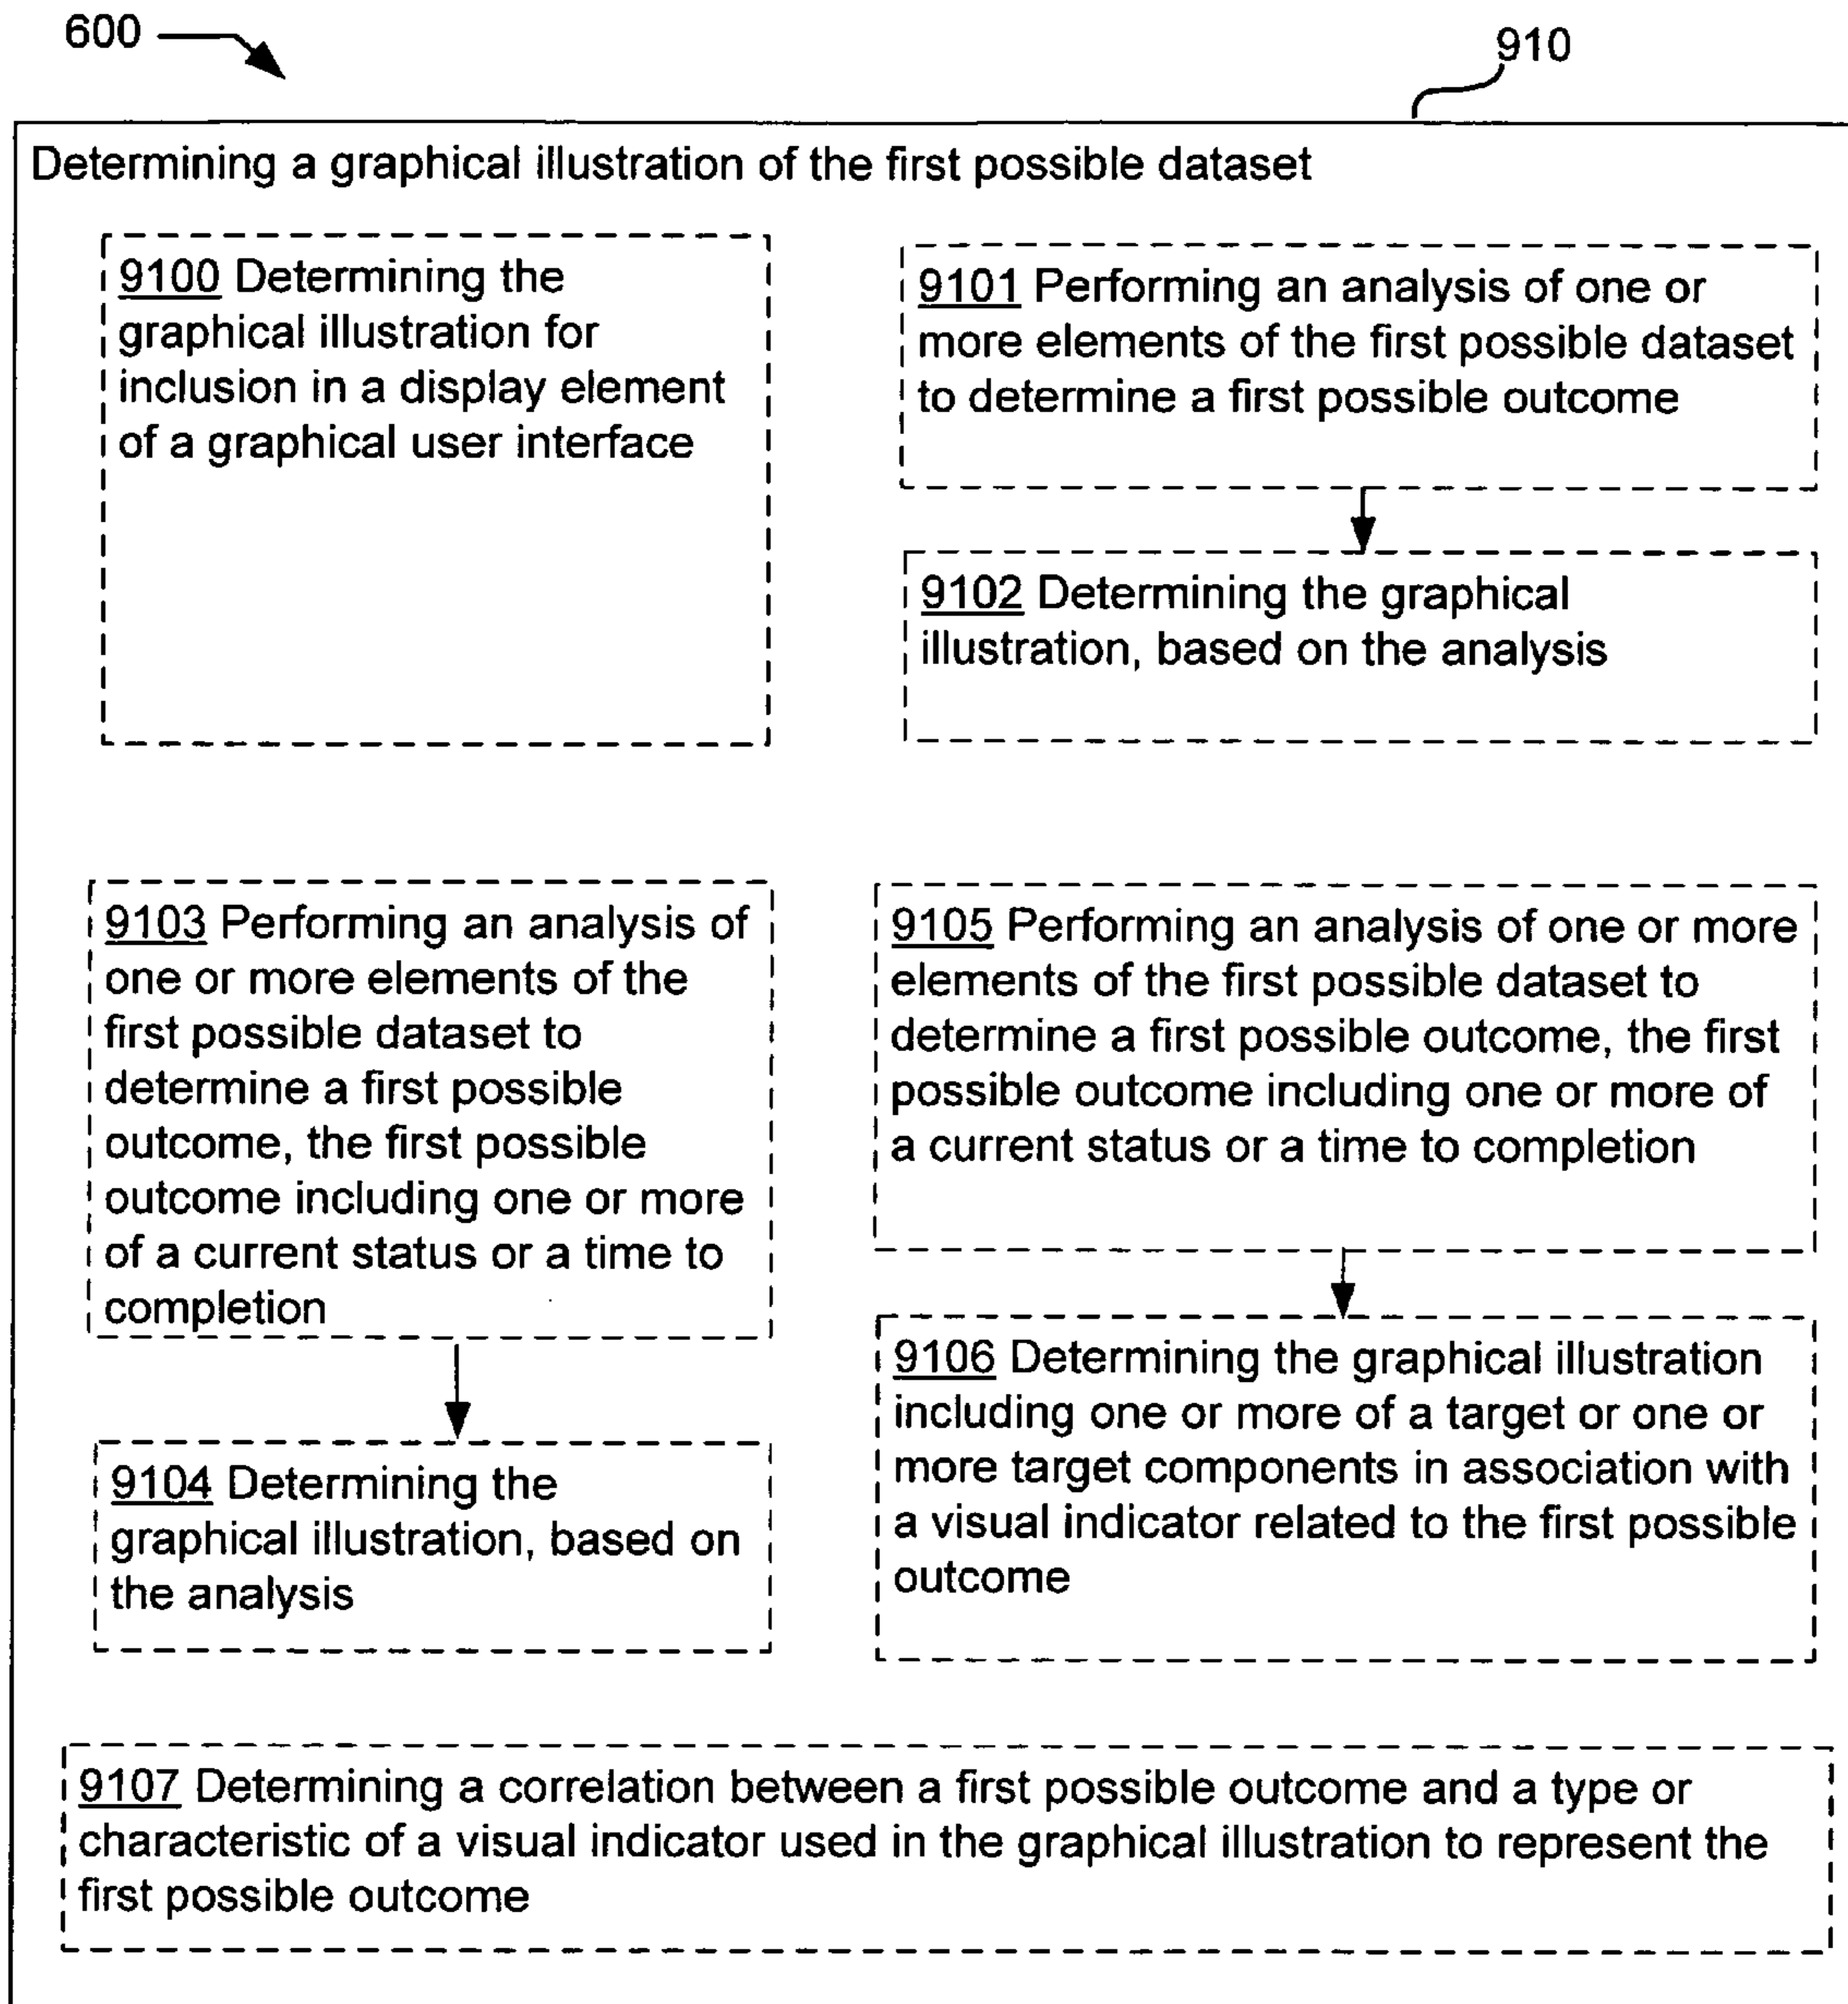 600
910
Determining a graphical illustration of the first possible dataset
9100 Determining the
graphical illustration for
inclusion in a display element
of a graphical user interface
9101 Performing an analysis of one or
more elements of the first possible dataset
to determine a first possible outcome
9102 Determining the graphical
illustration, based on the analysis
9103 Performing an analysis of
one or more elements of the
first possible dataset to
determine a first possible
outcome, the first possible
outcome including one or more
of a current status or a time to
completion
9104 Determining the
graphical illustration, based on
the analysis
9105 Performing an analysis of one or more
elements of the first possible dataset to
determine a first possible outcome, the first
possible outcome including one or more of
a current status or a time to completion
9106 Determining the graphical illustration
including one or more of a target or one or
more target components in association with
a visual indicator related to the first possible
outcome
9107 Determining a correlation between a first possible outcome and a type or
characteristic of a visual indicator used in the graphical illustration to represent the
first possible outcome